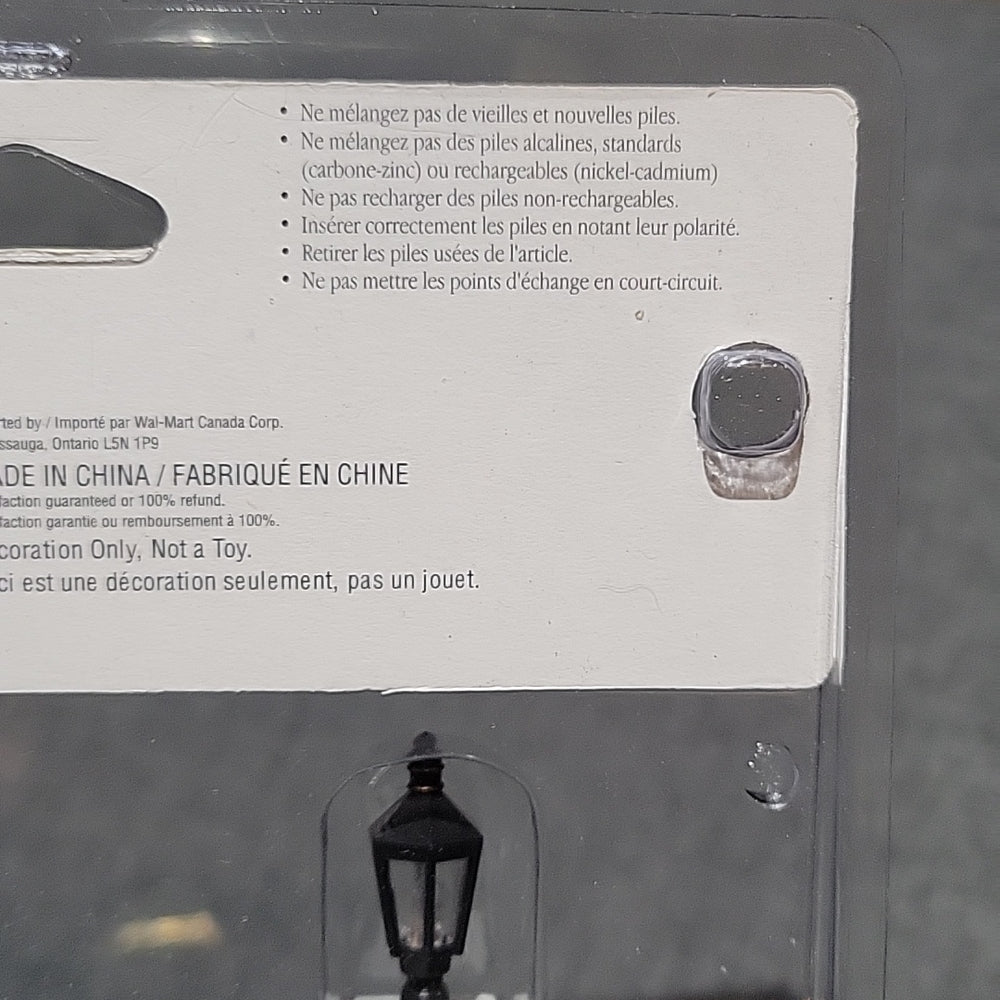 • Ne mélangez pas de vieilles et nouvelles piles.
• Ne mélangez pas des piles alcalines, standards
(carbone-zinc) ou rechargeables (nickel-cadmium)
• Ne pas recharger des piles non-rechargeables.
• Insérer correctement les piles en notant leur polarité.
• Retirer les piles usées de l'article.
• Ne pas mettre les points d'échange en court-circuit.
ted by / Importé par Wal-Mart Canada Corp.
ssauga, Ontario L5N 1P9
ADE IN CHINA / FABRIQUÉ EN CHINE
faction guaranteed or 100% refund.
faction garantie ou remboursement à 100%.
coration Only, Not a Toy.
ci est une décoration seulement, pas un jouet.